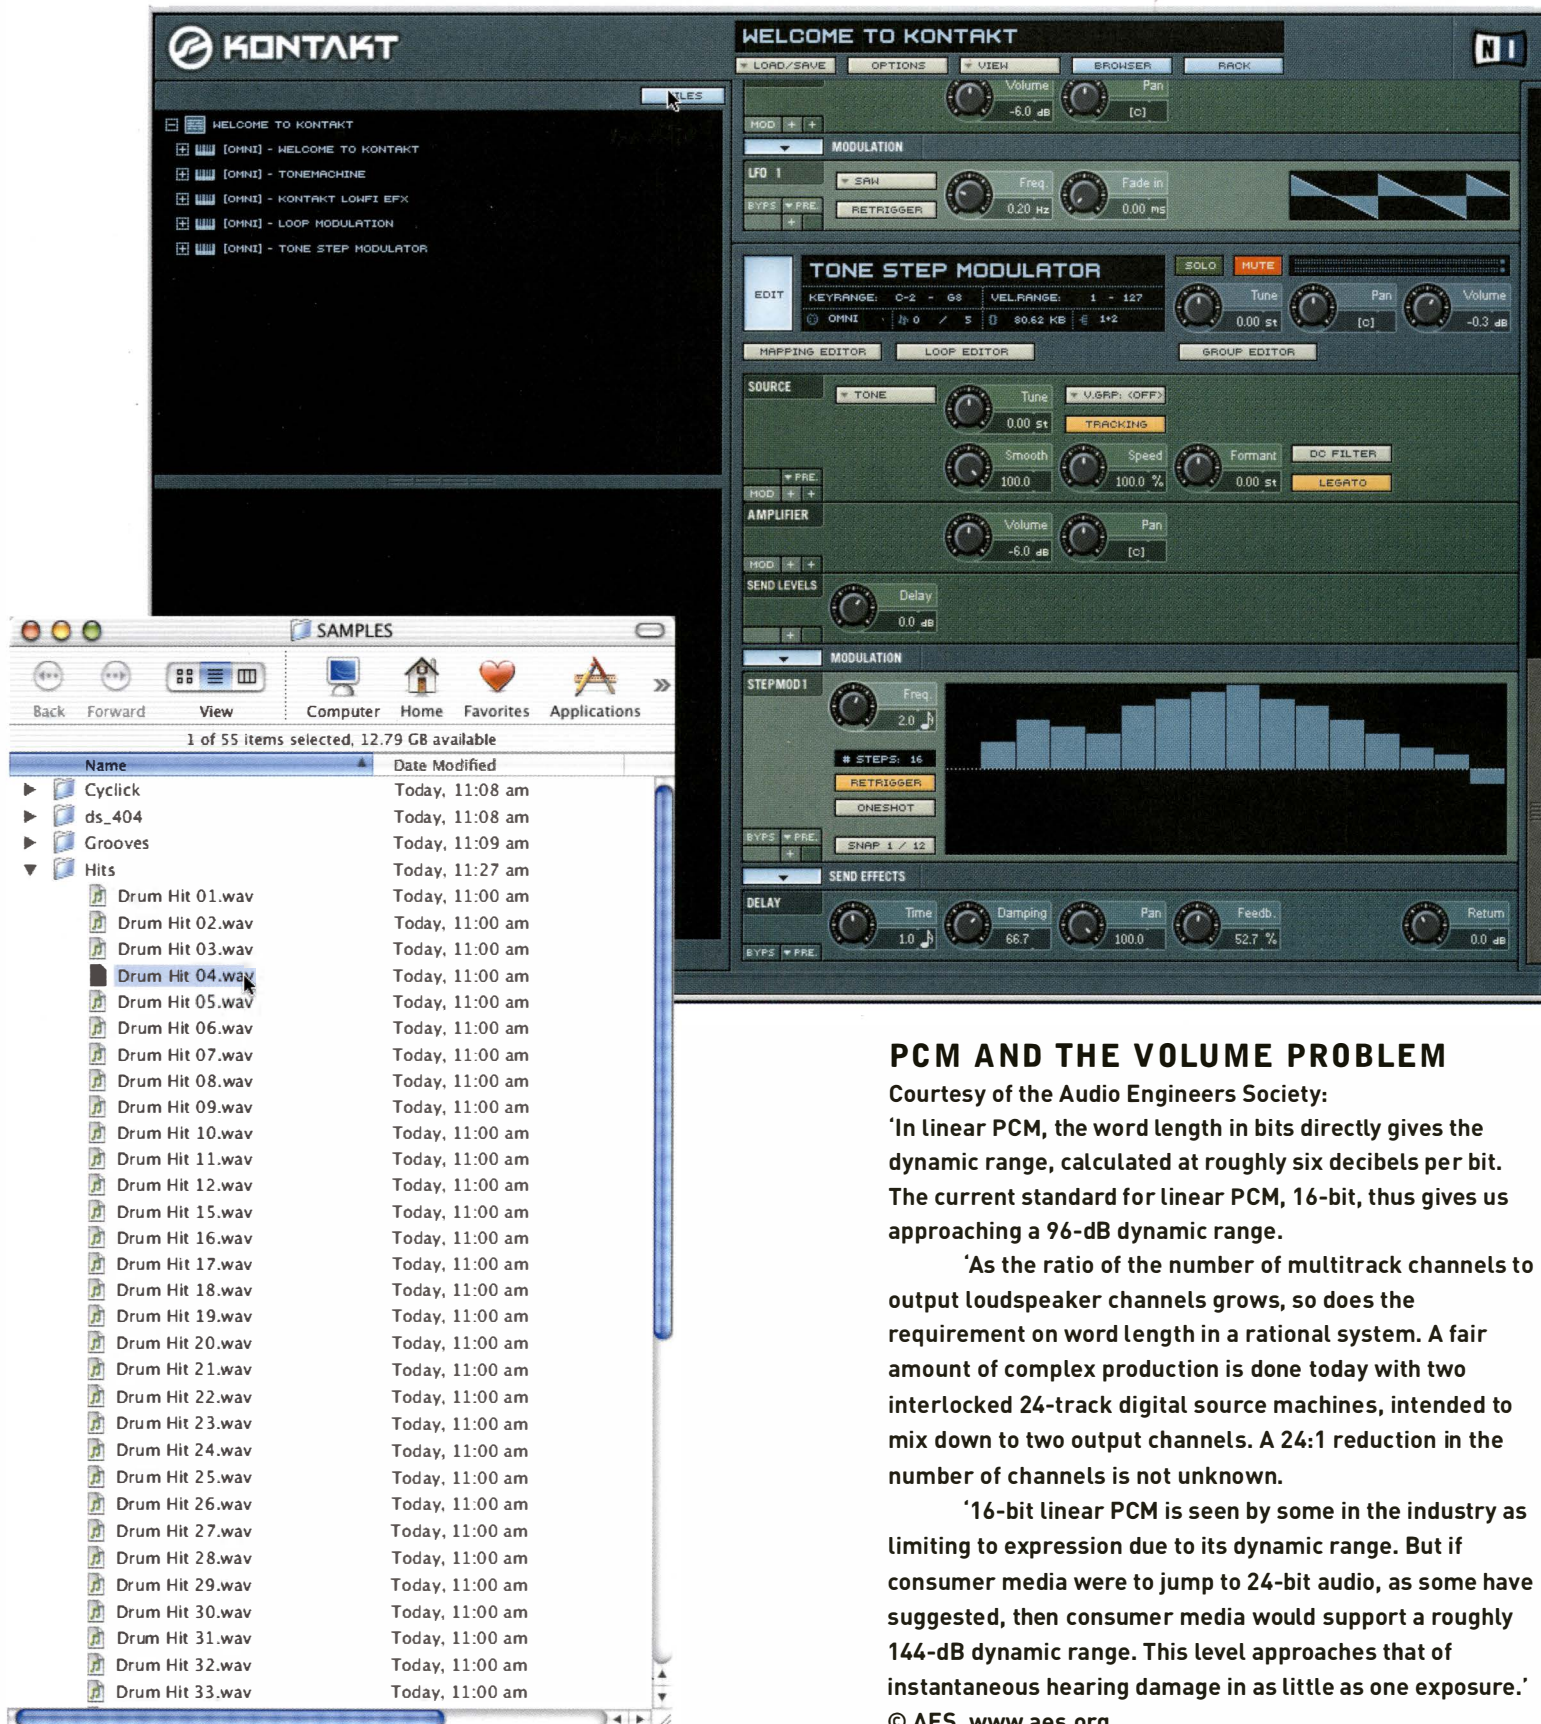 KONTAKT
WELCOME TO KONTAKT
NI
LOAD/SAVE OPTIONS VIEW BROWSER RACK
WELCOME TO KONTAKT
[OMNI] - WELCOME TO KONTAKT
[OMNI] - TONEMACHINE
[OMNI] - KONTAKT LOWFI EFX
[OMNI] - LOOP MODULATION
[OMNI] - TONE STEP MODULATOR
Volume Pan
-6.0 dB [C]
MOD + +
MODULATION
LFO 1
SAW Freq. Fade in
BYPS PRE. RETRIGGER 0.20 Hz 0.00 ms
+
EDIT
TONE STEP MODULATOR
SOLO MUTE
KEYRANGE: C-2 - G8 VEL.RANGE: 1 - 127
OMNI 0 / 5 80.62 KB 1+2
Tune Pan Volume
0.00 St [C] -0.3 dB
MAPPING EDITOR LOOP EDITOR GROUP EDITOR
SOURCE
TONE Tune V.GRP: (OFF)
0.00 St TRACKING
Smooth Speed Formant DC FILTER
100.0 100.0 % 0.00 St LEGATO
PRE.
MOD + +
AMPLIFIER
Volume Pan
-6.0 dB [C]
MOD + +
SEND LEVELS
Delay
0.0 dB
+
MODULATION
STEPMOD1
Freq.
2.0
# STEPS: 16
RETRIGGER
ONESHOT
BYPS PRE. SNAP 1 / 12
+
SEND EFFECTS
DELAY
Time Damping Pan Feedb. Return
1.0 66.7 100.0 52.7 % 0.0 dB
BYPS PRE.
SAMPLES
Back Forward View Computer Home Favorites Applications
1 of 55 items selected, 12.79 GB available
Name Date Modified
Cyclick Today, 11:08 am
ds_404 Today, 11:08 am
Grooves Today, 11:09 am
Hits Today, 11:27 am
Drum Hit 01.wav Today, 11:00 am
Drum Hit 02.wav Today, 11:00 am
Drum Hit 03.wav Today, 11:00 am
Drum Hit 04.wav Today, 11:00 am
Drum Hit 05.wav Today, 11:00 am
Drum Hit 06.wav Today, 11:00 am
Drum Hit 07.wav Today, 11:00 am
Drum Hit 08.wav Today, 11:00 am
Drum Hit 09.wav Today, 11:00 am
Drum Hit 10.wav Today, 11:00 am
Drum Hit 11.wav Today, 11:00 am
Drum Hit 12.wav Today, 11:00 am
Drum Hit 15.wav Today, 11:00 am
Drum Hit 16.wav Today, 11:00 am
Drum Hit 17.wav Today, 11:00 am
Drum Hit 18.wav Today, 11:00 am
Drum Hit 19.wav Today, 11:00 am
Drum Hit 20.wav Today, 11:00 am
Drum Hit 21.wav Today, 11:00 am
Drum Hit 22.wav Today, 11:00 am
Drum Hit 23.wav Today, 11:00 am
Drum Hit 24.wav Today, 11:00 am
Drum Hit 25.wav Today, 11:00 am
Drum Hit 26.wav Today, 11:00 am
Drum Hit 27.wav Today, 11:00 am
Drum Hit 28.wav Today, 11:00 am
Drum Hit 29.wav Today, 11:00 am
Drum Hit 30.wav Today, 11:00 am
Drum Hit 31.wav Today, 11:00 am
Drum Hit 32.wav Today, 11:00 am
Drum Hit 33.wav Today, 11:00 am
PCM AND THE VOLUME PROBLEM
Courtesy of the Audio Engineers Society:
‘In linear PCM, the word length in bits directly gives the
dynamic range, calculated at roughly six decibels per bit.
The current standard for linear PCM, 16-bit, thus gives us
approaching a 96-dB dynamic range.
‘As the ratio of the number of multitrack channels to
output loudspeaker channels grows, so does the
requirement on word length in a rational system. A fair
amount of complex production is done today with two
interlocked 24-track digital source machines, intended to
mix down to two output channels. A 24:1 reduction in the
number of channels is not unknown.
‘16-bit linear PCM is seen by some in the industry as
limiting to expression due to its dynamic range. But if
consumer media were to jump to 24-bit audio, as some have
suggested, then consumer media would support a roughly
144-dB dynamic range. This level approaches that of
instantaneous hearing damage in as little as one exposure.’
© AES, www.aes.org